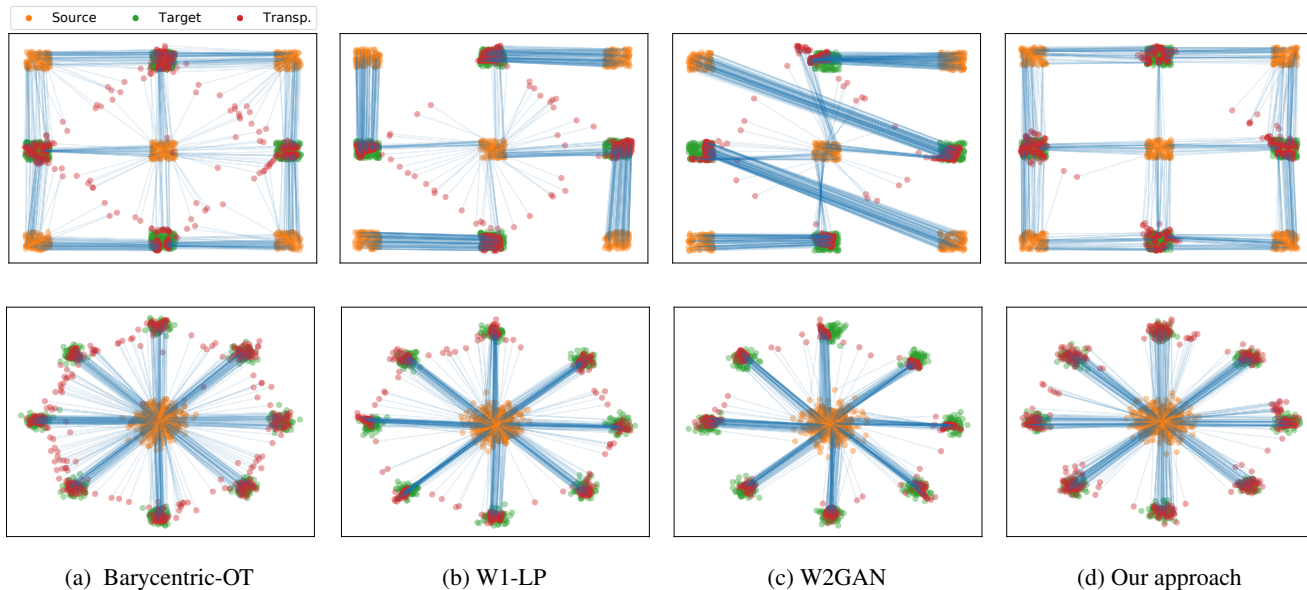 Source Target Transp.
(a) Barycentric-OT (b) W1-LP (c) W2GAN (d) Our approach